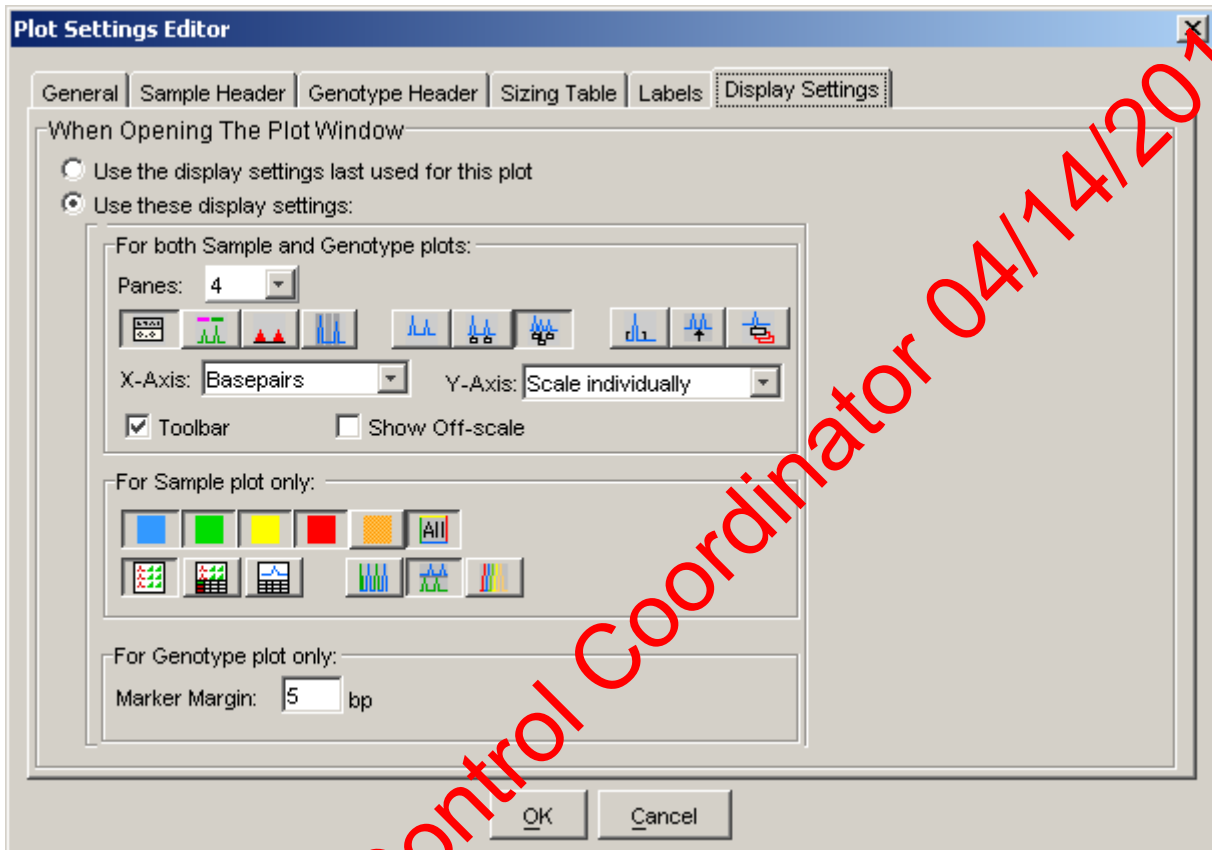 Plot Settings Editor
General Sample Header Genotype Header Sizing Table Labels Display Settings
When Opening The Plot Window
Use the display settings last used for this plot
Use these display settings:
For both Sample and Genotype plots:
Panes: 4
X-Axis: Basepairs Y-Axis: Scale individually
Toolbar Show Off-scale
For Sample plot only:
All
For Genotype plot only:
Marker Margin: 5 bp
OK Cancel
Control Coordinator 04/14/201